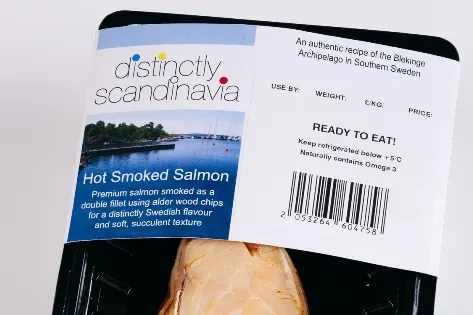 distinctly
scandinavia
Hot Smoked Salmon
Premium salmon smoked as a
double fillet using alder wood chips
for a distinctly Swedish flavour
and soft, succulent texture
An authentic recipe of the Blekinge
Archipelago in Southern Sweden
USE BY: WEIGHT: £/KG: PRICE:
READY TO EAT!
Keep refrigerated below +5°C
Naturally contains Omega 3
2 053264 604758